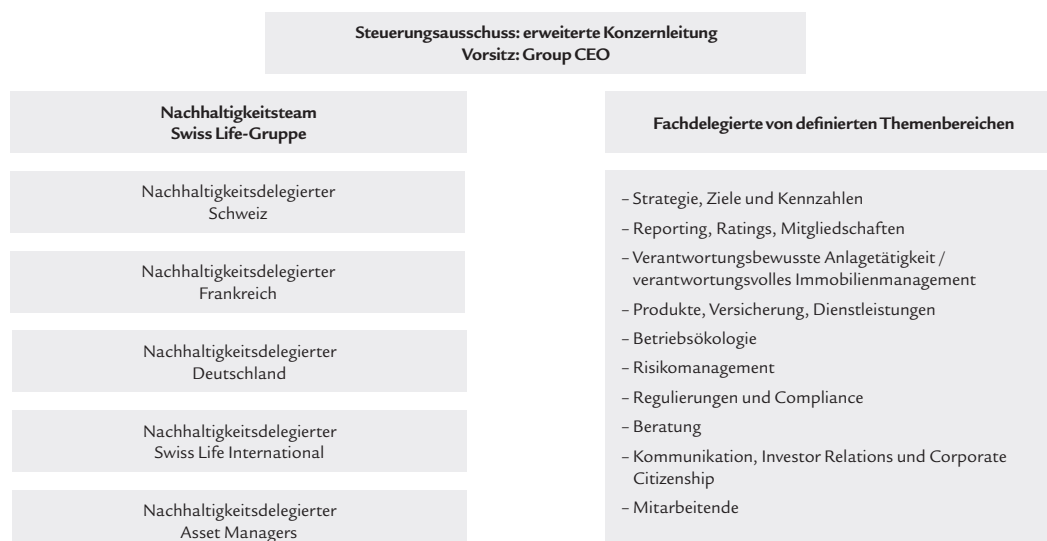 Steuerungsausschuss: erweiterte Konzernleitung
Vorsitz: Group CEO
Nachhaltigkeitsteam
Swiss Life-Gruppe
Nachhaltigkeitsdelegierter
Schweiz
Nachhaltigkeitsdelegierter
Frankreich
Nachhaltigkeitsdelegierter
Deutschland
Nachhaltigkeitsdelegierter
Swiss Life International
Nachhaltigkeitsdelegierter
Asset Managers
Fachdelegierte von definierten Themenbereichen
– Strategie, Ziele und Kennzahlen
– Reporting, Ratings, Mitgliedschaften
– Verantwortungsbewusste Anlagetätigkeit /
verantwortungsvolles Immobilienmanagement
– Produkte, Versicherung, Dienstleistungen
– Betriebsökologie
– Risikomanagement
– Regulierungen und Compliance
– Beratung
– Kommunikation, Investor Relations und Corporate
Citizenship
– Mitarbeitende